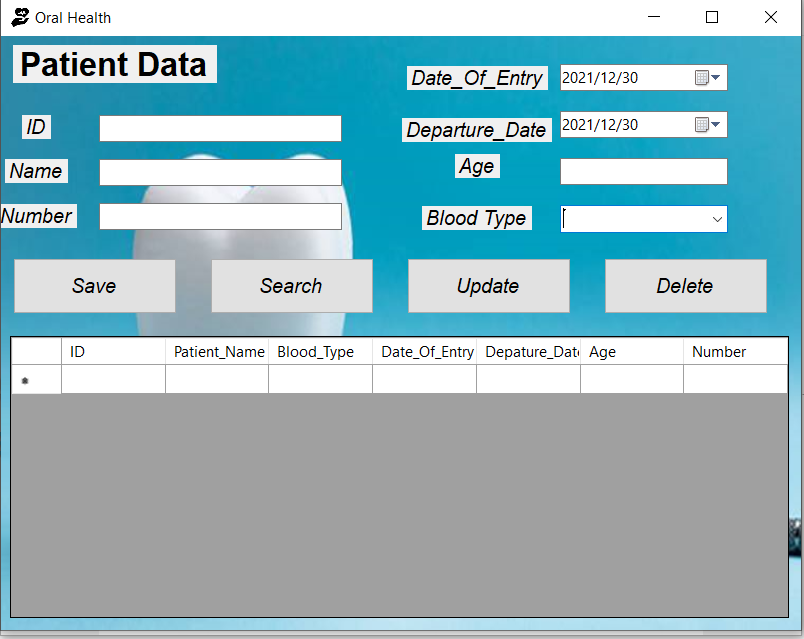 Oral Health
Patient Data
Date_Of_Entry 2021/12/30
ID
Departure_Date 2021/12/30
Name
Age
Number
Blood Type
Save Search Update Delete
ID Patient_Name Blood_Type Date_Of_Entry Depature_Date Age Number